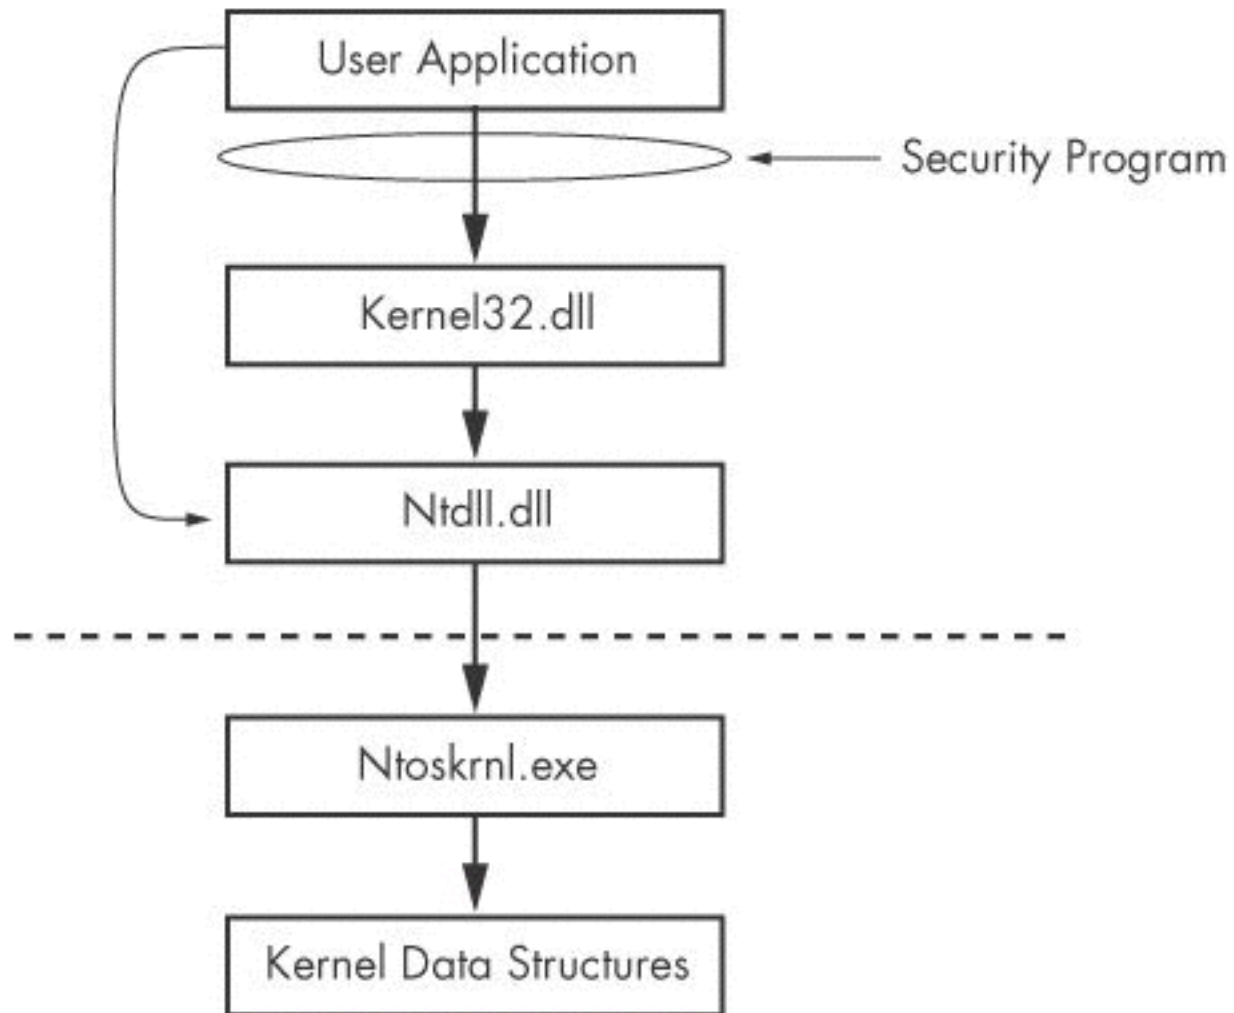 User Application
Security Program
Kernel32.dll
Ntdll.dll
Ntoskrnl.exe
Kernel Data Structures